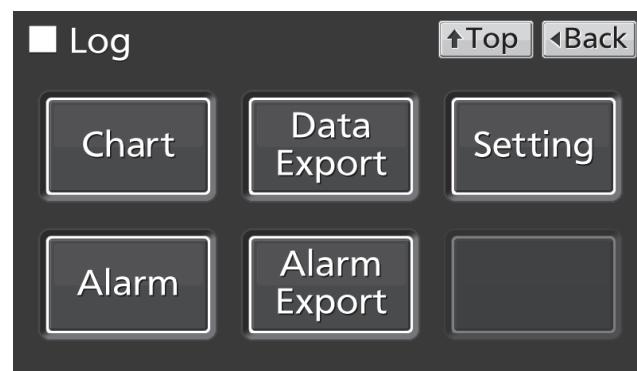 Log
Top
Back
Chart
Data
Export
Setting
Alarm
Alarm
Export